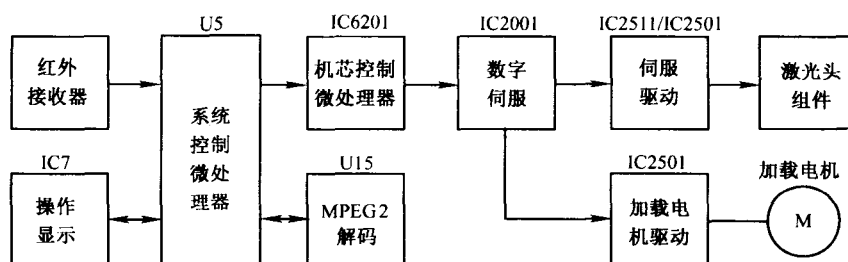 U5
IC6201
IC2001
IC2511/IC2501
红外
接收器
机芯控制
微处理器
数字
伺服
伺服
驱动
激光头
组件
系统
控制
微处
理器
IC7
操作
显示
U15
MPEG2
解码
IC2501
加载电
机驱动
加载电机
M